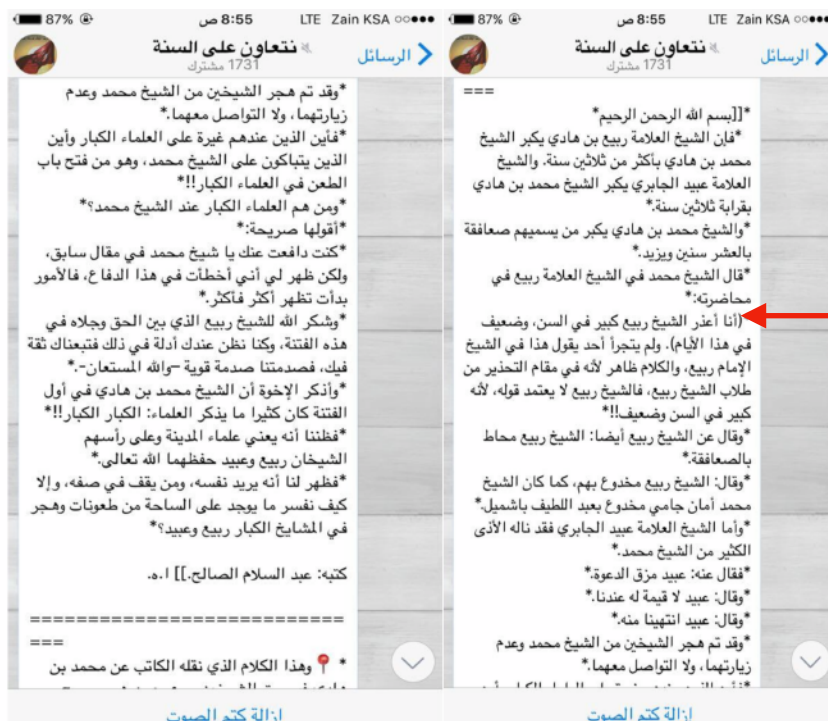 ●●●○○ Zain KSA LTE 8:55 ص 87%
الرسائل
نتعاون على السنة
1731 مشترك
===
*[[بسم الله الرحمن الرحيم*
*فإن الشيخ العلامة ربيع بن هادي يكبر الشيخ
محمد بن هادي بأكثر من ثلاثين سنة. والشيخ
العلامة عبيد الجابري يكبر الشيخ محمد بن هادي
بقرابة ثلاثين سنة.*
*والشيخ محمد بن هادي يكبر من يسميهم صعافقة
بالعشر سنين ويزيد.*
*قال الشيخ محمد في الشيخ العلامة ربيع في
محاضرته:*
(أنا أعذر الشيخ ربيع كبير في السن، وضعيف
في هذا الأيام). ولم يتجرأ أحد يقول هذا في الشيخ
الإمام ربيع، والكلام ظاهر لأنه في مقام التحذير من
طلاب الشيخ ربيع، فالشيخ ربيع لا يعتمد قوله، لأنه
كبير في السن وضعيف!!*
*وقال عن الشيخ ربيع أيضا: الشيخ ربيع محاط
بالصعافقة.*
*وقال: الشيخ ربيع مخدوع بهم، كما كان الشيخ
محمد أمان جامي مخدوع بعبد اللطيف باشميل.*
*وأما الشيخ العلامة عبيد الجابري فقد ناله الأذى
الكثير من الشيخ محمد.*
*فقال عنه: عبيد مزق الدعوة.*
*وقال: عبيد لا قيمة له عندنا.*
*وقال: عبيد انتهينا منه.*
*وقد تم هجر الشيخين من الشيخ محمد وعدم
زيارتهما، ولا التواصل معهما.*
إزالة كتم الصوت
●●●○○ Zain KSA LTE 8:55 ص 87%
الرسائل
نتعاون على السنة
1731 مشترك
*وقد تم هجر الشيخين من الشيخ محمد وعدم
زيارتهما، ولا التواصل معهما.*
*فأين الذين عندهم غيرة على العلماء الكبار وأين
الذين يتباكون على الشيخ محمد، وهو من فتح باب
الطعن في العلماء الكبار!!*
*ومن هم العلماء الكبار عند الشيخ محمد؟*
*أقولها صريحة:*
*كنت دافعت عنك يا شيخ محمد في مقال سابق،
ولكن ظهر لي أني أخطأت في هذا الدفاع، فالأمور
بدأت تظهر أكثر فأكثر.*
*وشكر الله للشيخ ربيع الذي بين الحق وجلاه في
هذه الفتنة، وكنا نظن عندك أدلة في ذلك فتبعناك ثقة
فيك، فصدمتنا صدمة قوية –والله المستعان-.*
*وأذكر الإخوة أن الشيخ محمد بن هادي في أول
الفتنة كان كثيرا ما يذكر العلماء: الكبار الكبار!!*
*فظننا أنه يعني علماء المدينة وعلى رأسهم
الشيخان ربيع وعبيد حفظهما الله تعالى.*
*فظهر لنا أنه يريد نفسه، ومن يقف في صفه، وإلا
كيف نفسر ما يوجد على الساحة من طعونات وهجر
في المشايخ الكبار ربيع وعبيد؟*
كتبه: عبد السلام الصالح.]] ا.ه.
===========================
===
* 📍 وهذا الكلام الذي نقله الكاتب عن محمد بن
إزالة كتم الصوت